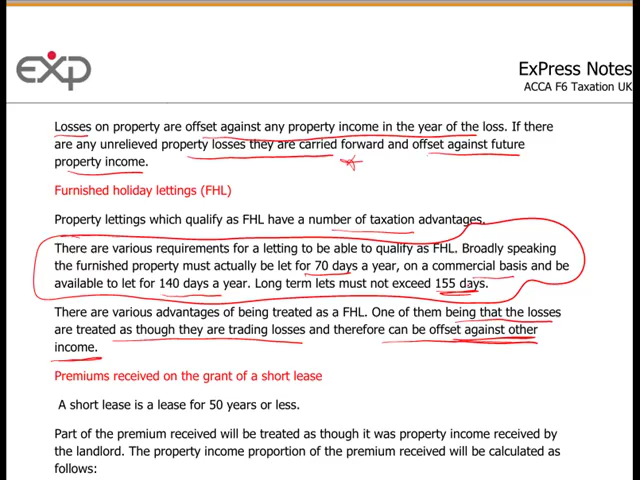 exp
ExPress Notes
ACCA F6 Taxation UK
Losses on property are offset against any property income in the year of the loss. If there
are any unrelieved property losses they are carried forward and offset against future
property income.
Furnished holiday lettings (FHL)
Property lettings which qualify as FHL have a number of taxation advantages.
There are various requirements for a letting to be able to qualify as FHL. Broadly speaking
the furnished property must actually be let for 70 days a year, on a commercial basis and be
available to let for 140 days a year. Long term lets must not exceed 155 days.
There are various advantages of being treated as a FHL. One of them being that the losses
are treated as though they are trading losses and therefore can be offset against other
income.
Premiums received on the grant of a short lease
A short lease is a lease for 50 years or less.
Part of the premium received will be treated as though it was property income received by
the landlord. The property income proportion of the premium received will be calculated as
follows: